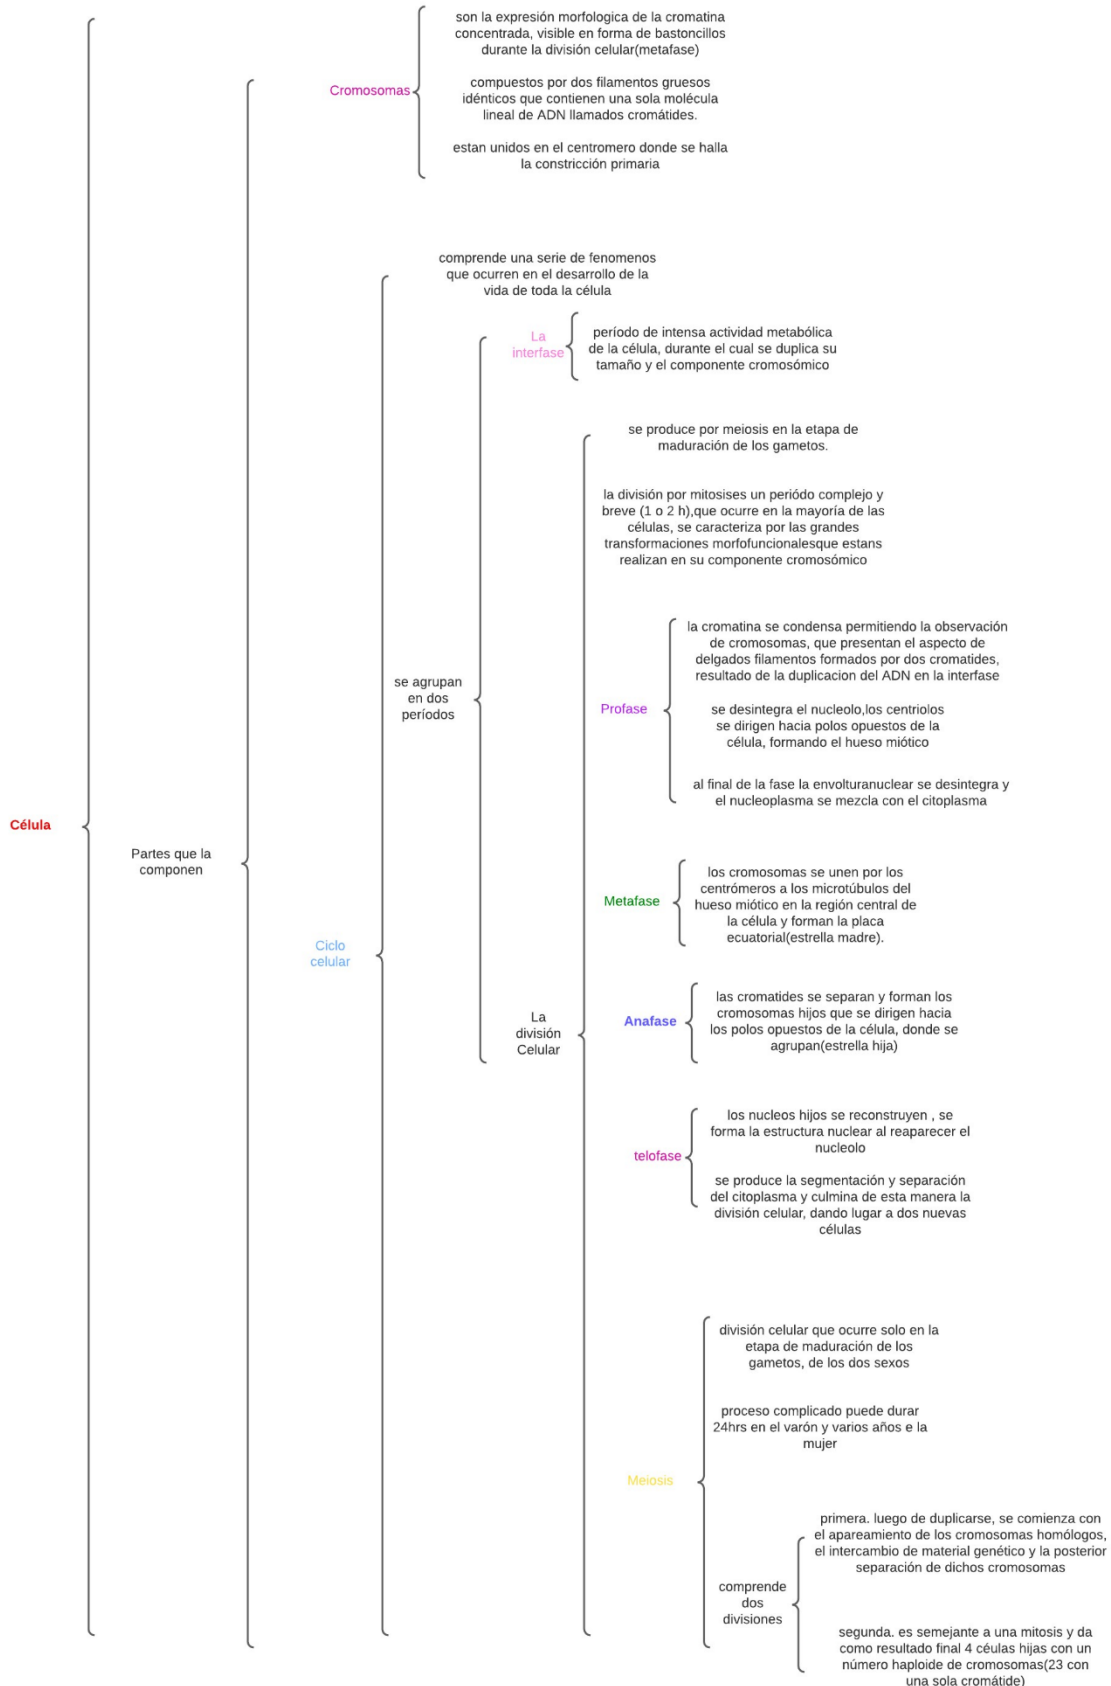 son la expresión morfologica de la cromatina
concentrada, visible en forma de bastoncillos
durante la división celular(metafase)
Cromosomas
compuestos por dos filamentos gruesos
idénticos que contienen una sola molécula
lineal de ADN llamados cromátides.
estan unidos en el centromero donde se halla
la constricción primaria
comprende una serie de fenomenos
que ocurren en el desarrollo de la
vida de toda la célula
La
interfase
período de intensa actividad metabólica
de la célula, durante el cual se duplica su
tamaño y el componente cromosómico
se produce por meiosis en la etapa de
maduración de los gametos.
la división por mitosises un periódo complejo y
breve (1 o 2 h),que ocurre en la mayoría de las
células, se caracteriza por las grandes
transformaciones morfofuncionalesque estans
realizan en su componente cromosómico
se agrupan
en dos
períodos
la cromatina se condensa permitiendo la observación
de cromosomas, que presentan el aspecto de
delgados filamentos formados por dos cromatides,
resultado de la duplicacion del ADN en la interfase
Profase
se desintegra el nucleolo,los centriolos
se dirigen hacia polos opuestos de la
célula, formando el hueso miótico
al final de la fase la envolturanuclear se desintegra y
el nucleoplasma se mezcla con el citoplasma
Célula
Partes que la
componen
Metafase
los cromosomas se unen por los
centrómeros a los microtúbulos del
hueso miótico en la región central de
la célula y forman la placa
ecuatorial(estrella madre).
Ciclo
celular
La
división
Celular
Anafase
las cromatides se separan y forman los
cromosomas hijos que se dirigen hacia
los polos opuestos de la célula, donde se
agrupan(estrella hija)
telofase
los nucleos hijos se reconstruyen , se
forma la estructura nuclear al reaparecer el
nucleolo
se produce la segmentación y separación
del citoplasma y culmina de esta manera la
división celular, dando lugar a dos nuevas
células
Meiosis
división celular que ocurre solo en la
etapa de maduración de los
gametos, de los dos sexos
proceso complicado puede durar
24hrs en el varón y varios años e la
mujer
comprende
dos
divisiones
primera. luego de duplicarse, se comienza con
el apareamiento de los cromosomas homólogos,
el intercambio de material genético y la posterior
separación de dichos cromosomas
segunda. es semejante a una mitosis y da
como resultado final 4 céulas hijas con un
número haploide de cromosomas(23 con
una sola cromátide)